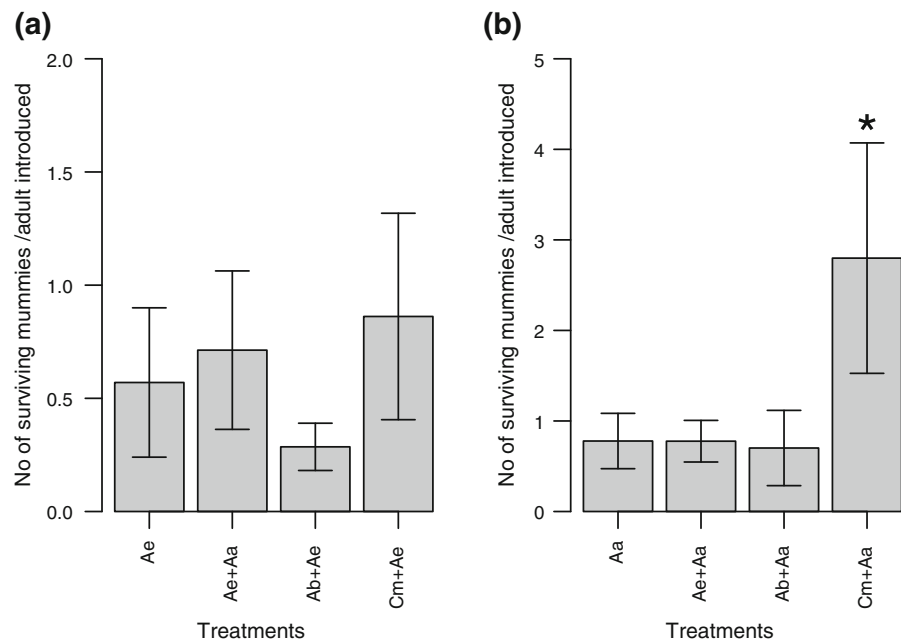 (a)
No of surviving mummies /adult introduced
2.0
1.5
1.0
0.5
0.0
Ae
Ae+Aa
Ab+Ae
Cm+Ae
Treatments
(b)
No of surviving mummies /adult introduced
5
4
3
2
1
0
*
Aa
Ae+Aa
Ab+Aa
Cm+Aa
Treatments